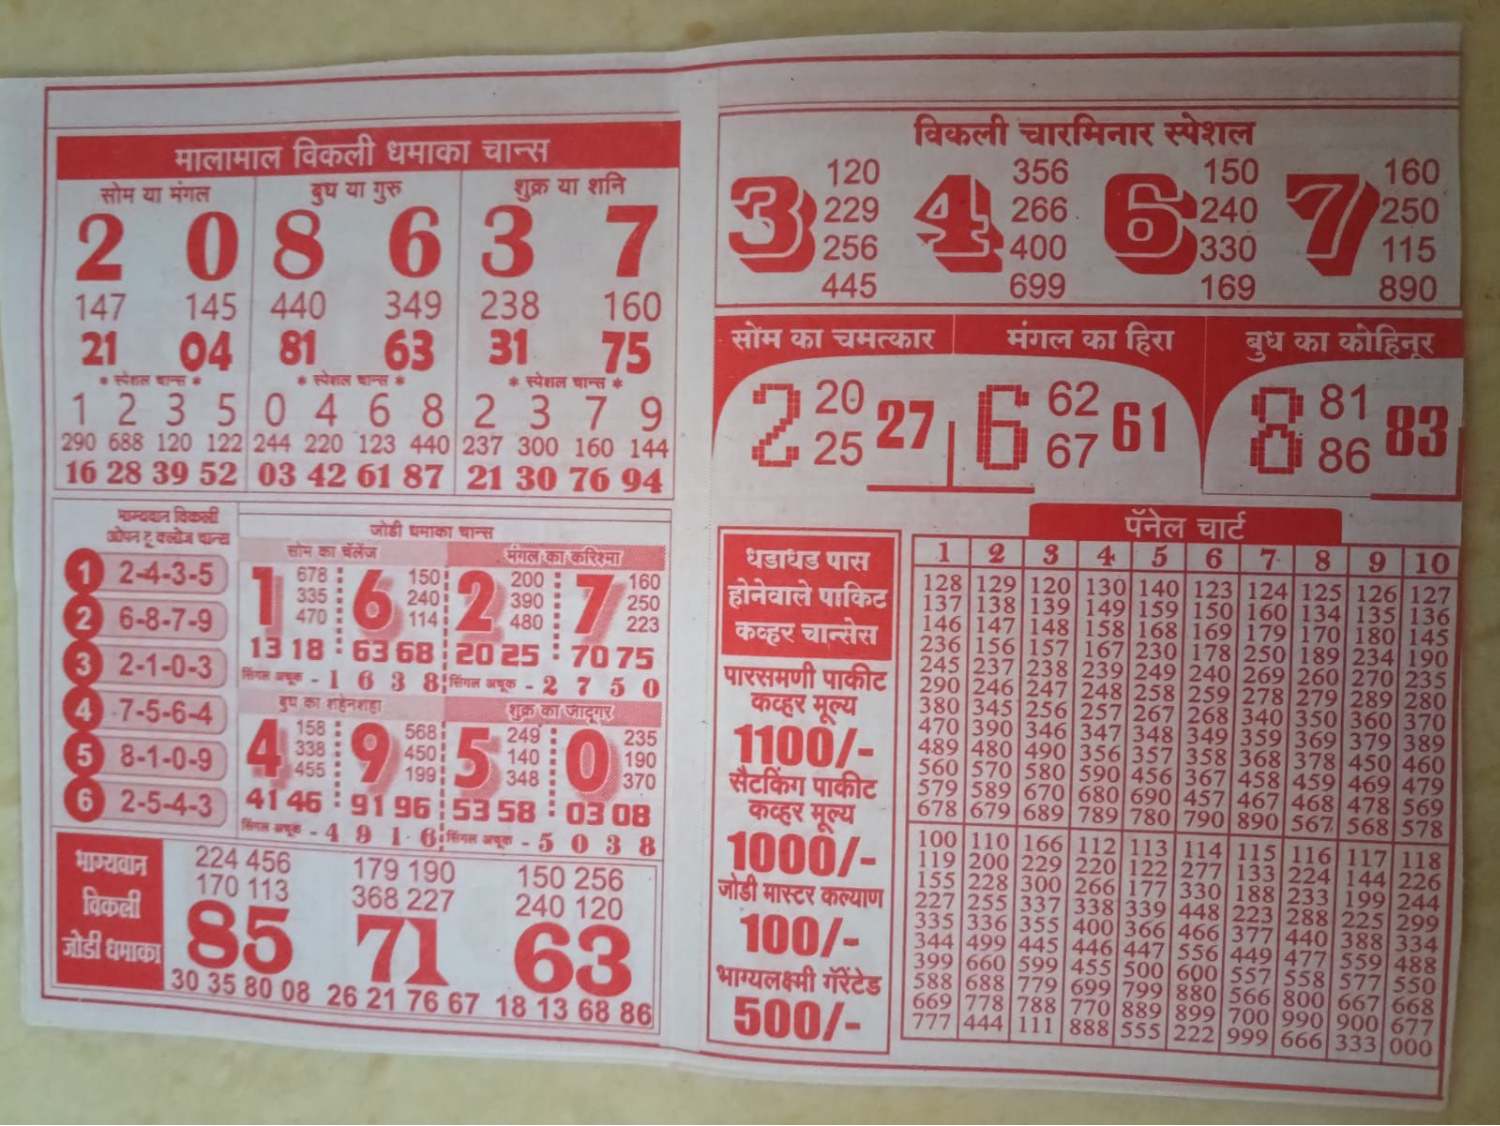 मालामाल विकली धमाका चान्स
सोम या मंगल बुध या गुरु शुक्र या शनि
2 0 8 6 3 7
147 145 440 349 238 160
21 04 81 63 31 75
* स्पेशल चान्स * * स्पेशल चान्स * * स्पेशल चान्स *
1 2 3 5 0 4 6 8 2 3 7 9
290 688 120 122 244 220 123 440 237 300 160 144
16 28 39 52 03 42 61 87 21 30 76 94
भाग्यवान विकली
ओपन टू क्लोज चान्स
1 2-4-3-5
2 6-8-7-9
3 2-1-0-3
4 7-5-6-4
5 8-1-0-9
6 2-5-4-3
जोडी धमाका चान्स
सोम का चॅलेंज
1 678 335 470
6 150 240 114
13 18 63 68
सिंगल अचूक - 1 6 3 8
मंगल का करिश्मा
2 200 390 480
7 160 250 223
20 25 70 75
सिंगल अचूक - 2 7 5 0
बुध का शहेनशहा
4 158 338 455
9 568 450 199
41 46 91 96
सिंगल अचूक - 4 9 1 6
शुक्र का जादूगर
5 249 140 348
0 235 190 370
53 58 03 08
सिंगल अचूक - 5 0 3 8
भाग्यवान
विकली
जोडी धमाका
224 456 179 190 150 256
170 113 368 227 240 120
85 71 63
30 35 80 08 26 21 76 67 18 13 68 86
विकली चारमिनार स्पेशल
3 120 229 256 445
4 356 266 400 699
6 150 240 330 169
7 160 250 115 890
सोम का चमत्कार
2 20 25 27
मंगल का हिरा
6 62 67 61
बुध का कोहिनूर
8 81 86 83
धडाधड पास
होनेवाले पाकिट
कव्हर चान्सेस
पारसमणी पाकीट
कव्हर मूल्य
1100/-
सैटकिंग पाकीट
कव्हर मूल्य
1000/-
जोडी मास्टर कल्याण
100/-
भाग्यलक्ष्मी गॅरेंटेड
500/-
पॅनेल चार्ट
1 2 3 4 5 6 7 8 9 10
128 129 120 130 140 123 124 125 126 127
137 138 139 149 159 150 160 134 135 136
146 147 148 158 168 169 179 170 180 145
236 156 157 167 230 178 250 189 234 190
245 237 238 239 249 240 269 260 270 235
290 246 247 248 258 259 278 279 289 280
380 345 256 257 267 268 340 350 360 370
470 390 346 347 348 349 359 369 379 389
489 480 490 356 357 358 368 378 450 460
560 570 580 590 456 367 458 459 469 479
579 589 670 680 690 457 467 468 478 569
678 679 689 789 780 790 890 567 568 578
100 110 166 112 113 114 115 116 117 118
119 200 229 220 122 277 133 224 144 226
155 228 300 266 177 330 188 233 199 244
227 255 337 338 339 448 223 288 225 299
335 336 355 400 366 466 377 440 388 334
344 499 445 446 447 556 449 477 559 488
399 660 599 455 500 600 557 558 577 550
588 688 779 699 799 880 566 800 667 668
669 778 788 770 889 899 700 990 900 677
777 444 111 888 555 222 999 666 333 000